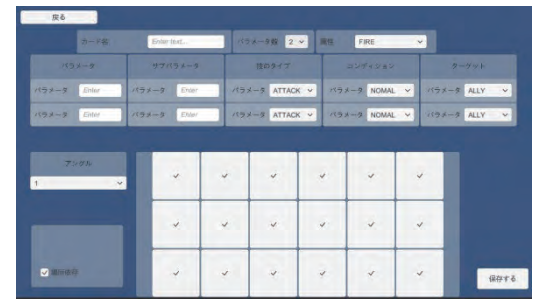 戻る
カード名 Enter text... パラメータ数 2 属性 FIRE
パラメータ サブパラメータ 技のタイプ コンディション ターゲット
パラメータ Enter パラメータ Enter パラメータ ATTACK パラメータ NOMAL パラメータ ALLY
パラメータ Enter パラメータ Enter パラメータ ATTACK パラメータ NOMAL パラメータ ALLY
アングル
1
保存する